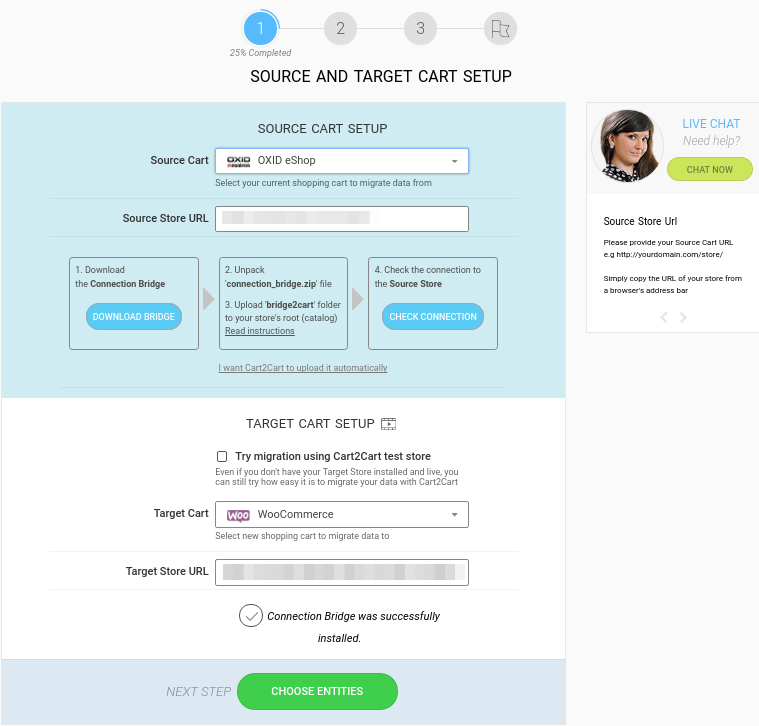 1
2
3
25% Completed
SOURCE AND TARGET CART SETUP
SOURCE CART SETUP
Source Cart
OXID
OXID eShop
Select your current shopping cart to migrate data from
Source Store URL
1. Download
the Connection Bridge
DOWNLOAD BRIDGE
2. Unpack
'connection_bridge.zip' file
3. Upload 'bridge2cart' folder
to your store's root (catalog)
Read instructions
4. Check the connection to
the Source Store
CHECK CONNECTION
I want Cart2Cart to upload it automatically
TARGET CART SETUP
Try migration using Cart2Cart test store
Even if you don't have your Target Store installed and live, you
can still try how easy it is to migrate your data with Cart2Cart
Target Cart
WOO
WooCommerce
Select new shopping cart to migrate data to
Target Store URL
Connection Bridge was successfully
installed.
NEXT STEP
CHOOSE ENTITIES
LIVE CHAT
Need help?
CHAT NOW
Source Store Url
Please provide your Source Cart URL
e.g http://yourdomain.com/store/
Simply copy the URL of your store from
a browser's address bar